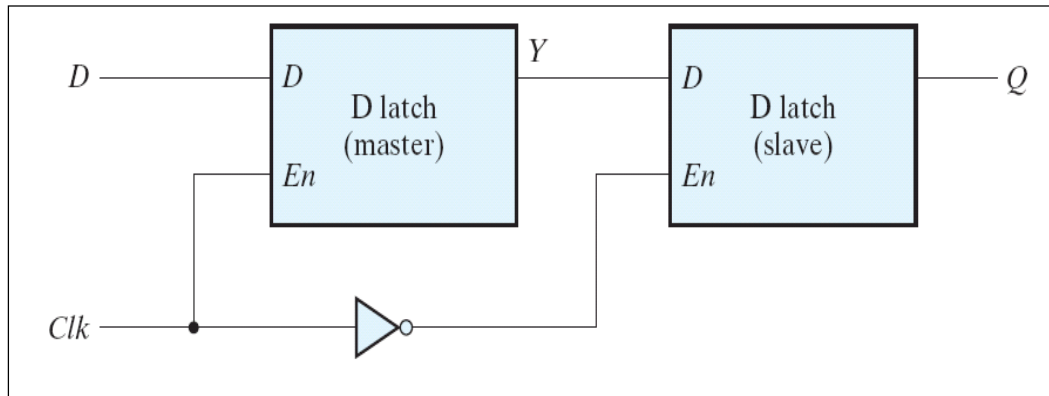 Y
D
D
D latch
(master)
En
D
D latch
(slave)
En
Q
Clk